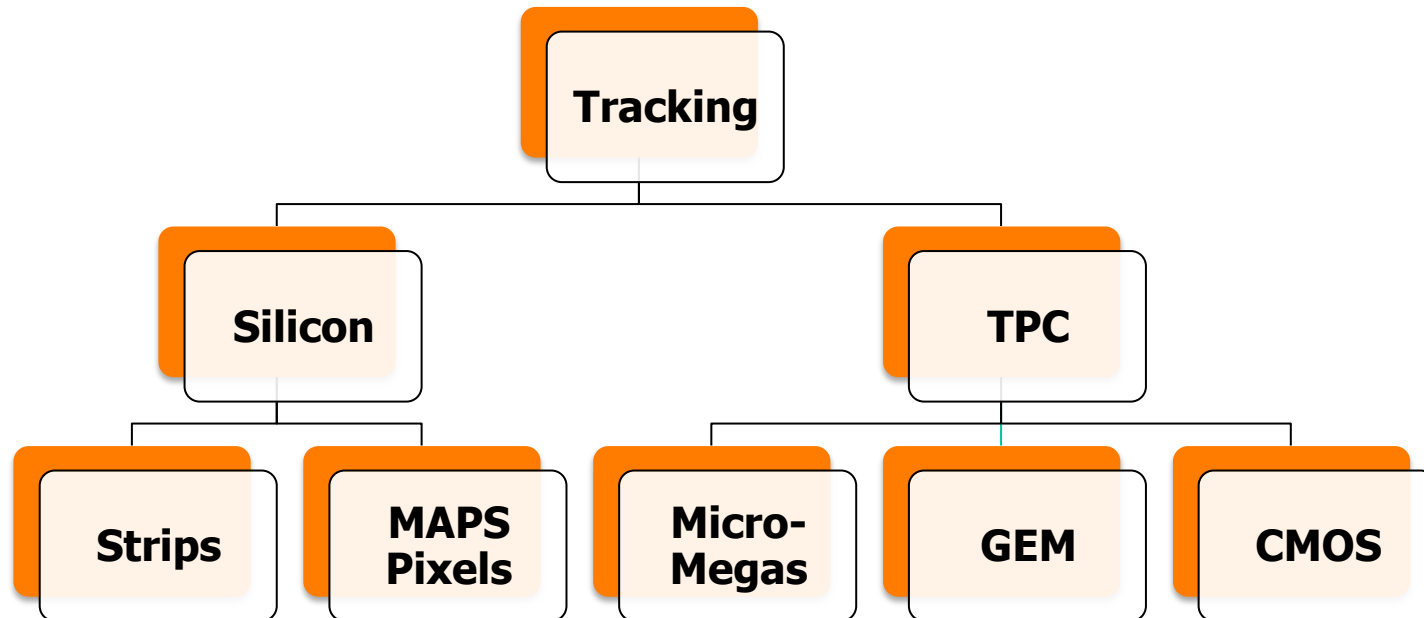 Tracking
Silicon
TPC
Strips
MAPS
Pixels
Micro-
Megas
GEM
CMOS